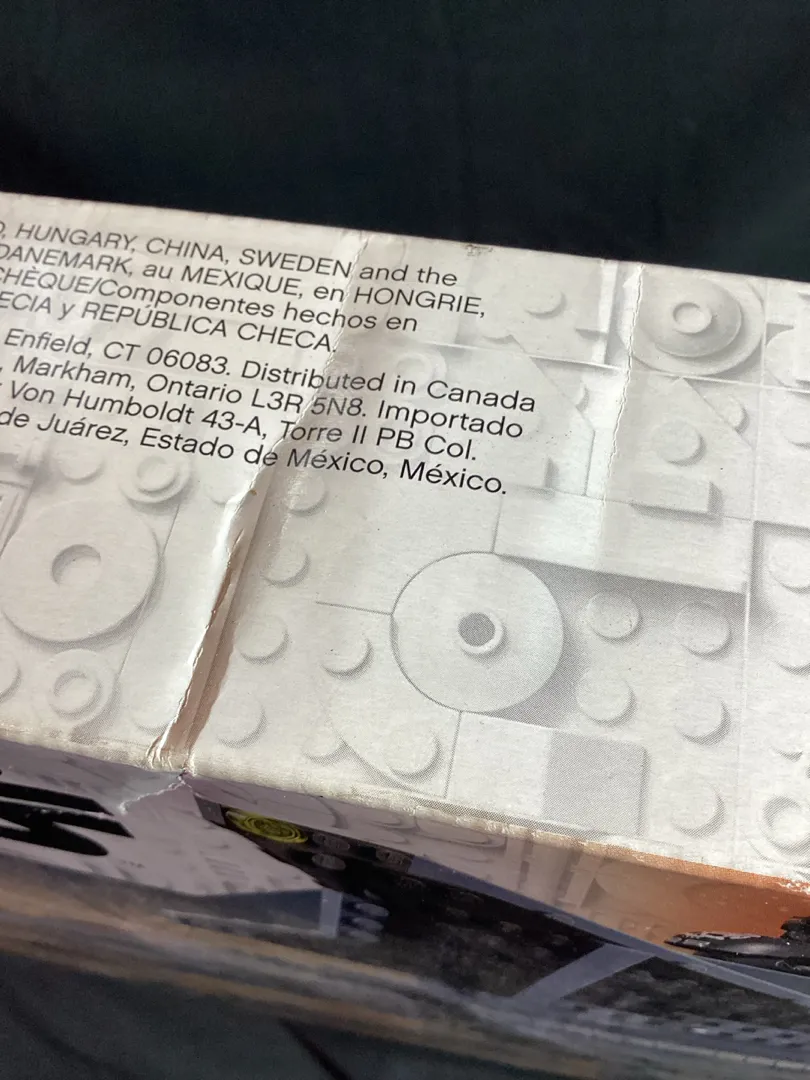 HUNGARY, CHINA, SWEDEN and the
DANEMARK, au MEXIQUE, en HONGRIE,
CHÈQUE/Componentes hechos en
ECIA y REPÚBLICA CHECA.
Enfield, CT 06083. Distributed in Canada
, Markham, Ontario L3R 5N8. Importado
Von Humboldt 43-A, Torre II PB Col.
de Juárez, Estado de México, México.